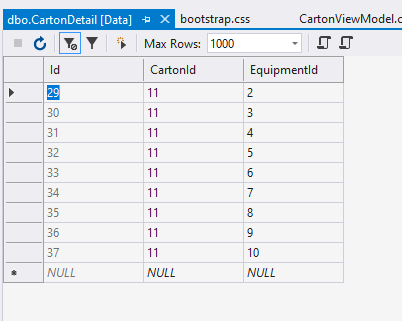 dbo.CartonDetail [Data] bootstrap.css CartonViewModel.c
Max Rows: 1000
Id CartonId EquipmentId
29 11 2
30 11 3
31 11 4
32 11 5
33 11 6
34 11 7
35 11 8
36 11 9
37 11 10
NULL NULL NULL